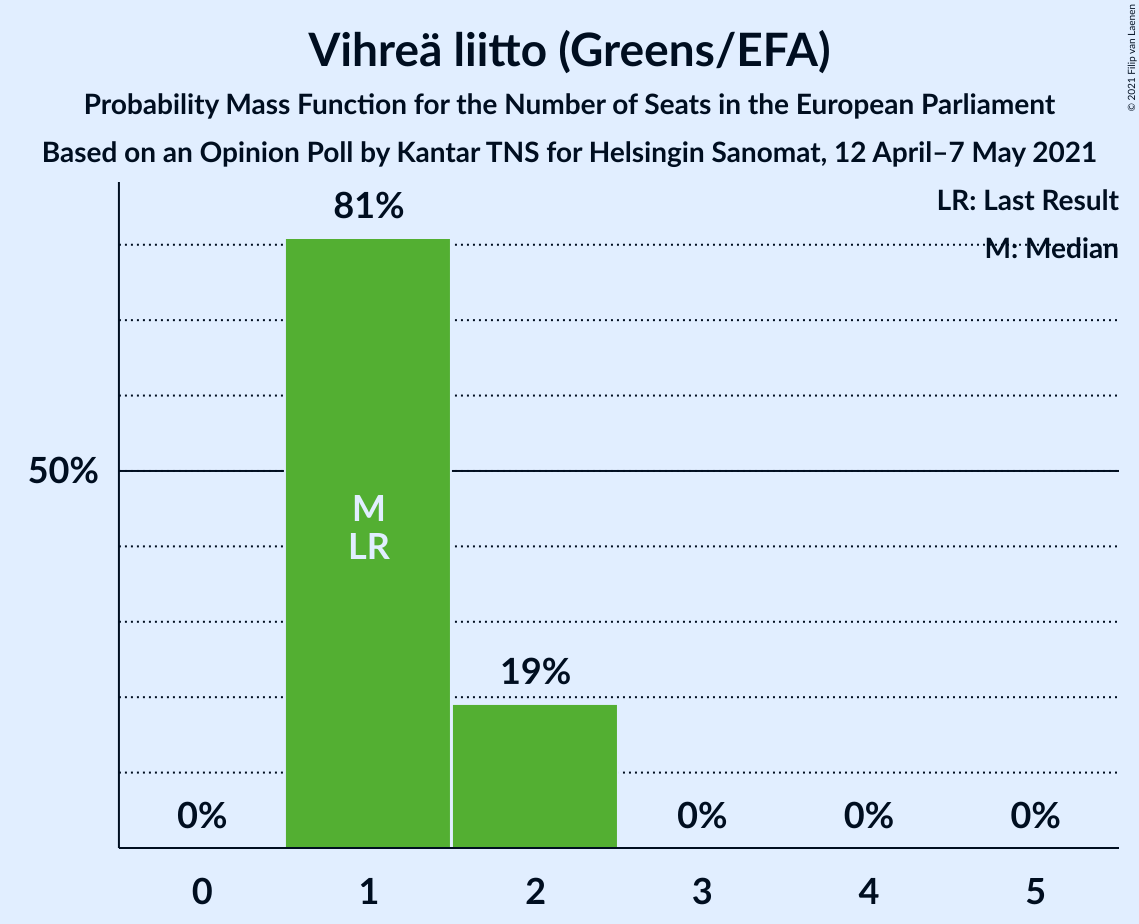 Vihreä liitto (Greens/EFA)
Probability Mass Function for the Number of Seats in the European Parliament
Based on an Opinion Poll by Kantar TNS for Helsingin Sanomat, 12 April–7 May 2021
© 2021 Filip van Laenen
LR: Last Result
M: Median
81%
50%
M
LR
19%
0% 0% 0% 0%
0 1 2 3 4 5